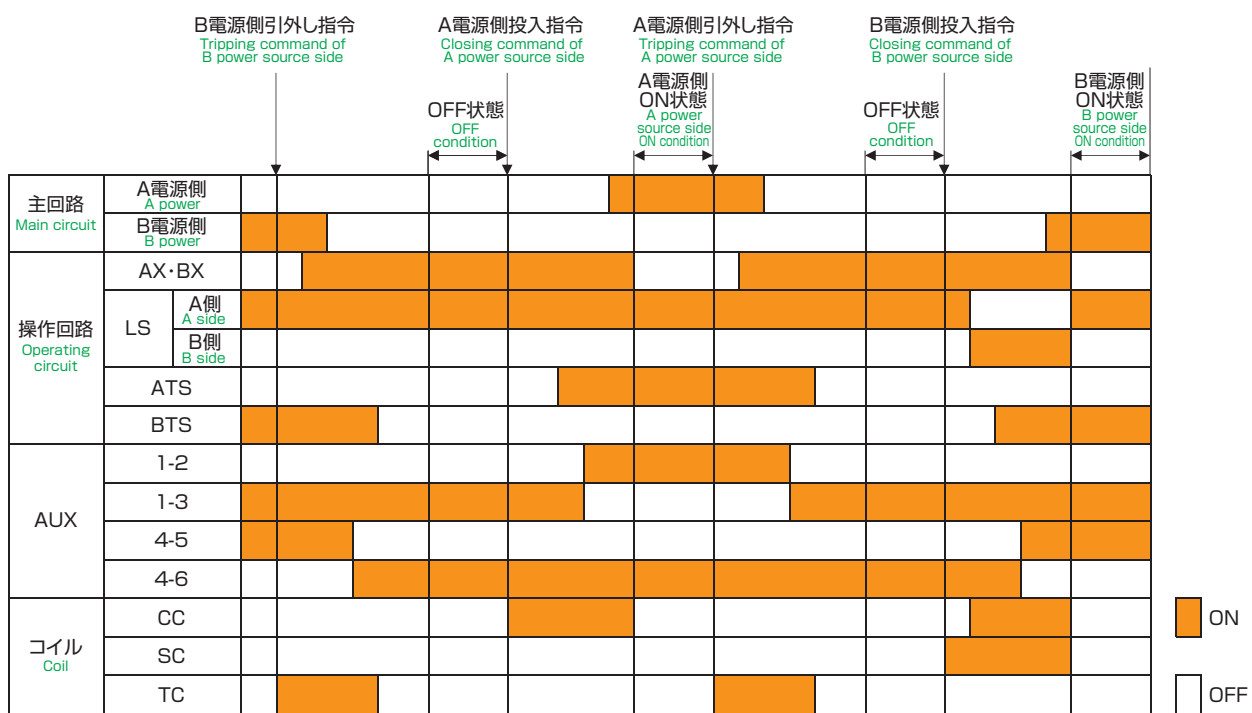 B電源側引外し指令
Tripping command of
B power source side
A電源側投入指令
Closing command of
A power source side
A電源側引外し指令
Tripping command of
A power source side
B電源側投入指令
Closing command of
B power source side
OFF状態
OFF
condition
A電源側
ON状態
A power
source side
ON condition
OFF状態
OFF
condition
B電源側
ON状態
B power
source side
ON condition
主回路
Main circuit
A電源側
A power
B電源側
B power
操作回路
Operating
circuit
AX・BX
LS
A側
A side
B側
B side
ATS
BTS
AUX
1-2
1-3
4-5
4-6
コイル
Coil
CC
SC
TC
ON
OFF